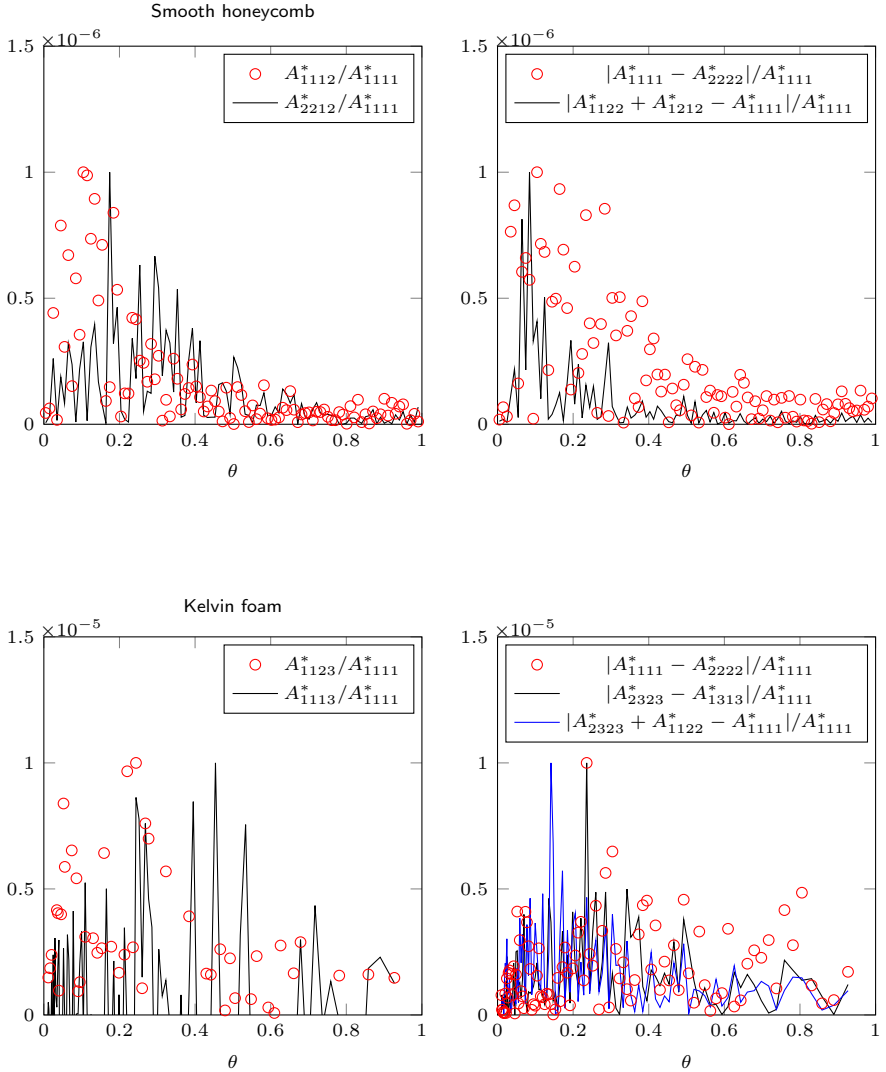 Smooth honeycomb
×10⁻⁶
1.5
1
0.5
0
A*₁₁₁₂/A*₁₁₁₁
A*₂₂₁₂/A*₁₁₁₁
0 0.2 0.4 0.6 0.8 1
θ
×10⁻⁶
1.5
1
0.5
0
|A*₁₁₁₁ − A*₂₂₂₂|/A*₁₁₁₁
|A*₁₁₂₂ + A*₁₂₁₂ − A*₁₁₁₁|/A*₁₁₁₁
0 0.2 0.4 0.6 0.8 1
θ
Kelvin foam
×10⁻⁵
1.5
1
0.5
0
A*₁₁₂₃/A*₁₁₁₁
A*₁₁₁₃/A*₁₁₁₁
0 0.2 0.4 0.6 0.8 1
θ
×10⁻⁵
1.5
1
0.5
0
|A*₁₁₁₁ − A*₂₂₂₂|/A*₁₁₁₁
|A*₂₃₂₃ − A*₁₃₁₃|/A*₁₁₁₁
|A*₂₃₂₃ + A*₁₁₂₂ − A*₁₁₁₁|/A*₁₁₁₁
0 0.2 0.4 0.6 0.8 1
θ